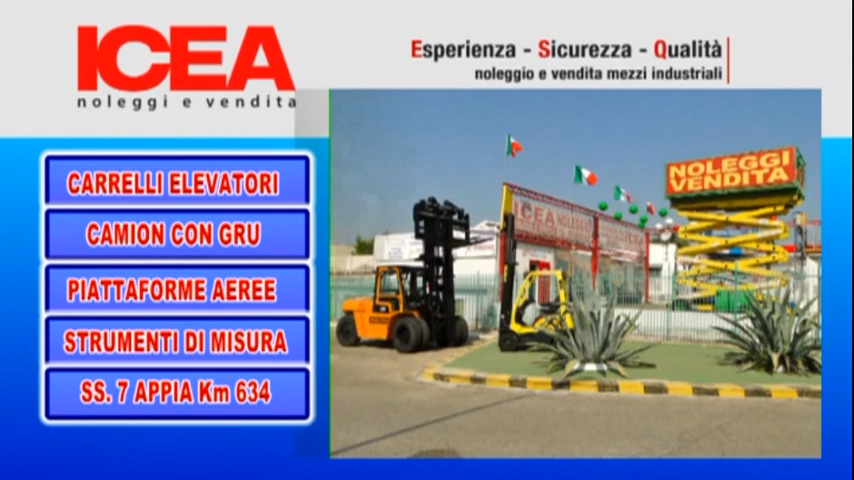 ICEA
noleggi e vendita
Esperienza - Sicurezza - Qualità
noleggio e vendita mezzi industriali
CARRELLI ELEVATORI
CAMION CON GRU
PIATTAFORME AEREE
STRUMENTI DI MISURA
SS. 7 APPIA Km 634
NOLEGGI
VENDITA
ICEA NOLEGGI